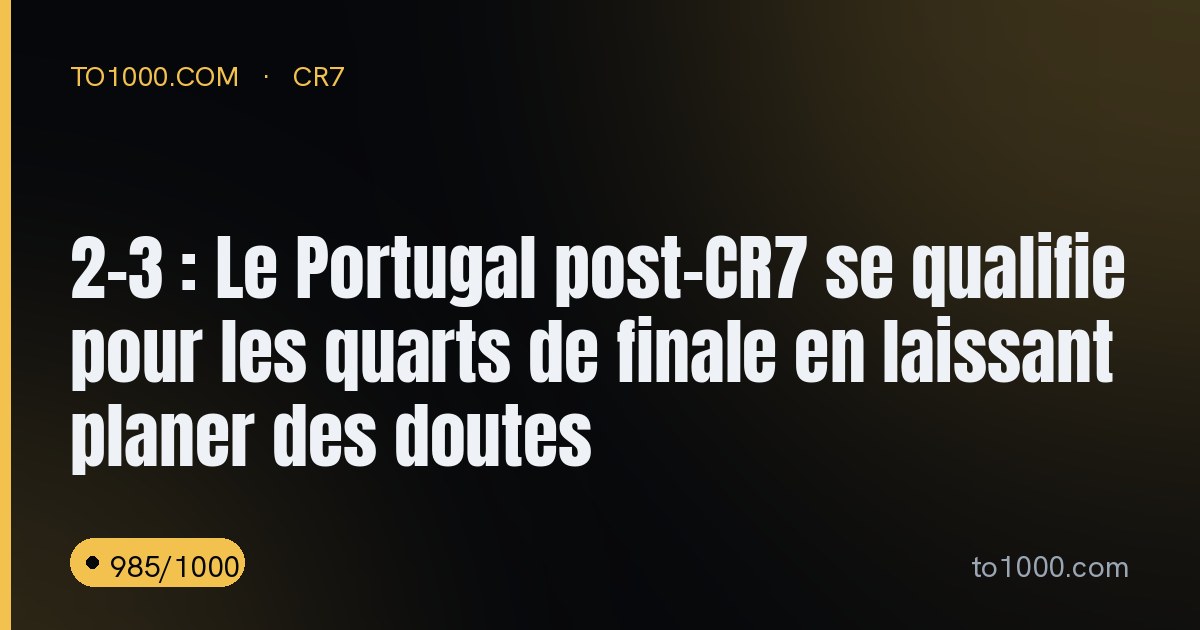 TO1000.COM · CR7
2-3 : Le Portugal post-CR7 se qualifie
pour les quarts de finale en laissant
planer des doutes
985/1000
to1000.com